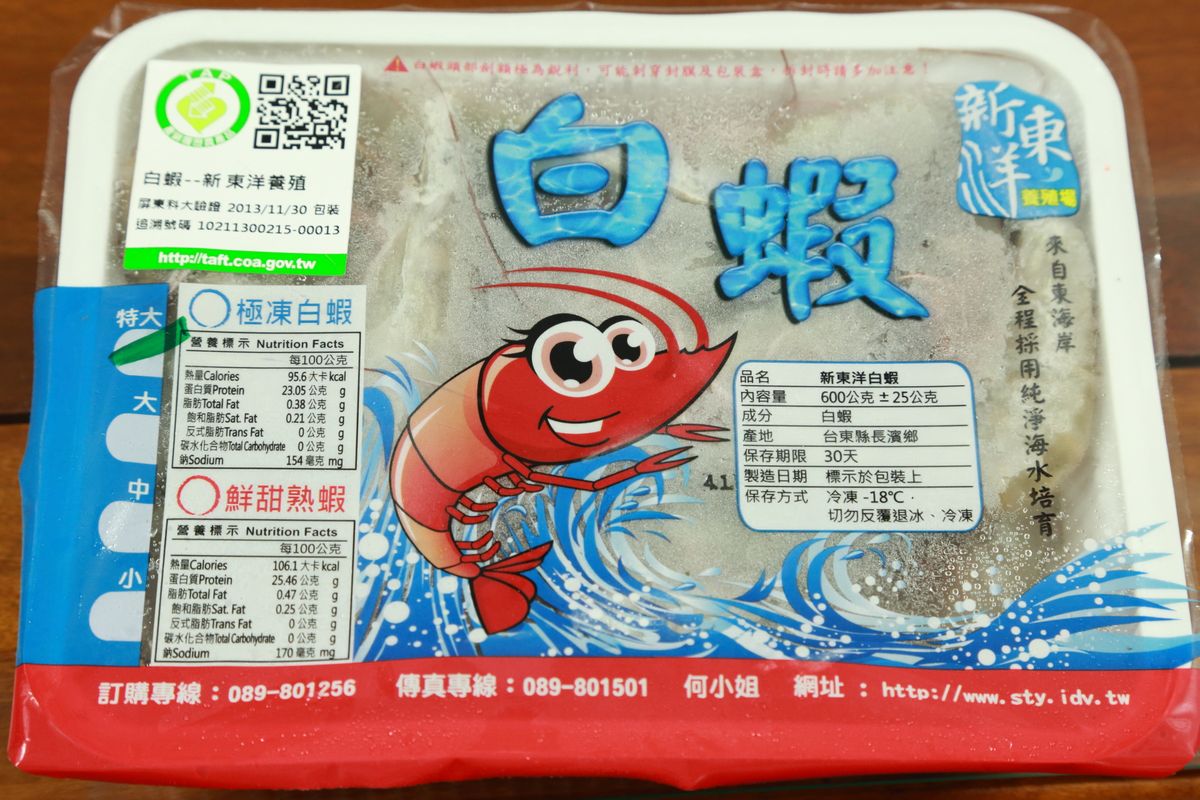 白蝦頭部劍額極為銳利，可能刺穿封膜及包裝盒，拆封時請多加注意！
TAP
白蝦--新東洋養殖
屏東科大驗證 2013/11/30 包裝
追溯號碼 10211300215-00013
http://taft.coa.gov.tw
白蝦
新東洋
養殖場
來自東海岸
全程採用純淨海水培育
特大
大
中
小
極凍白蝦
營養標示 Nutrition Facts
每100公克
熱量Calories 95.6 大卡 kcal
蛋白質Protein 23.05 公克 g
脂肪Total Fat 0.38 公克 g
飽和脂肪Sat. Fat 0.21 公克 g
反式脂肪Trans Fat 0 公克 g
碳水化合物Total Carbohydrate 0 公克 g
鈉Sodium 154 毫克 mg
鮮甜熟蝦
營養標示 Nutrition Facts
每100公克
熱量Calories 106.1 大卡 kcal
蛋白質Protein 25.46 公克 g
脂肪Total Fat 0.47 公克 g
飽和脂肪Sat. Fat 0.25 公克 g
反式脂肪Trans Fat 0 公克 g
碳水化合物Total Carbohydrate 0 公克 g
鈉Sodium 170 毫克 mg
品名 新東洋白蝦
內容量 600公克 ±25公克
成分 白蝦
產地 台東縣長濱鄉
保存期限 30天
製造日期 標示於包裝上
保存方式 冷凍 -18℃．
切勿反覆退冰、冷凍
訂購專線：089-801256 傳真專線：089-801501 何小姐 網址：http://www.sty.idv.tw